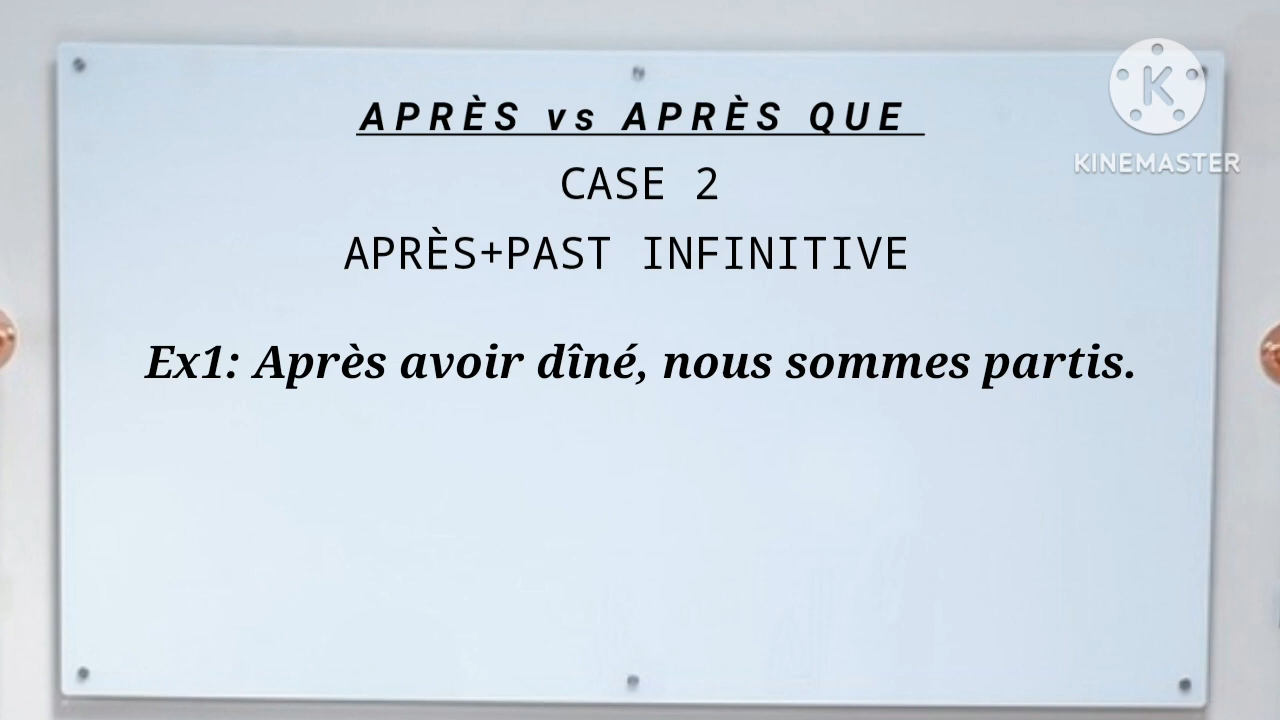 APRÈS vs APRÈS QUE
CASE 2
APRÈS+PAST INFINITIVE
Ex1: Après avoir dîné, nous sommes partis.
K
KINEMASTER